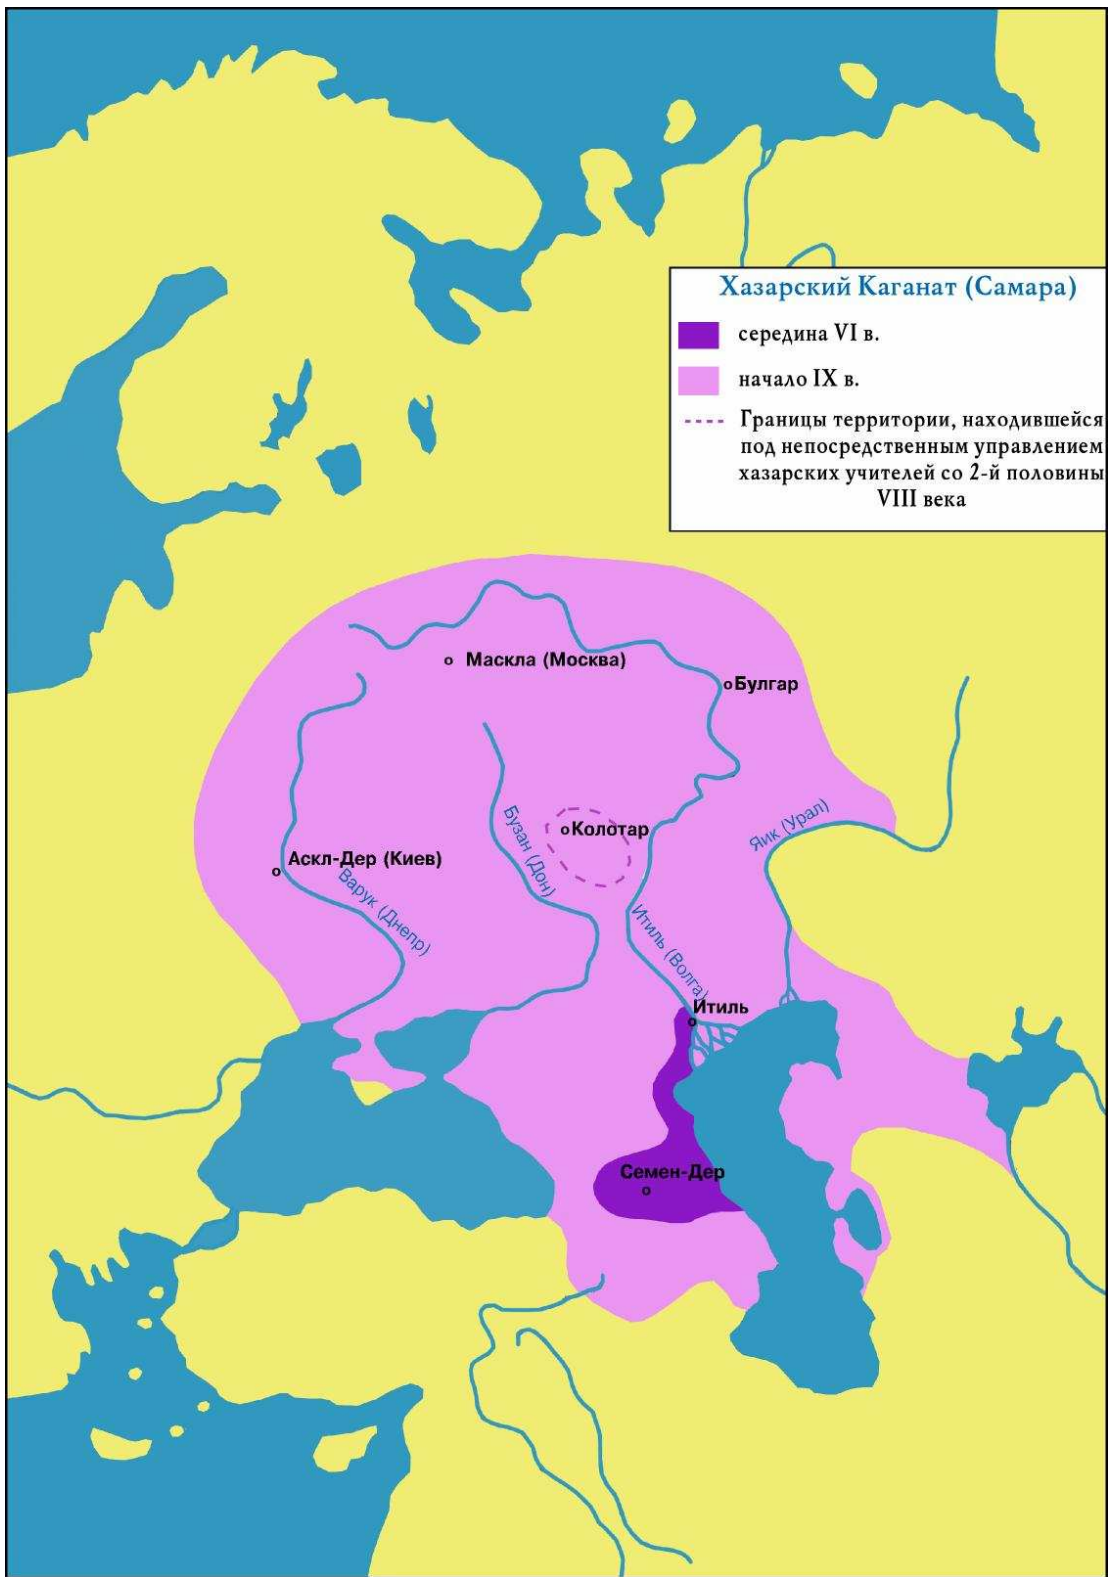 Хазарский Каганат (Самара)
середина VI в.
начало IX в.
Границы территории, находившейся
под непосредственным управлением
хазарских учителей со 2-й половины
VIII века
Маскла (Москва)
Булгар
Бузан (Дон)
Колотар
Яик (Урал)
Аскл-Дер (Киев)
Варук (Днепр)
Итиль (Волга)
Итиль
Семен-Дер